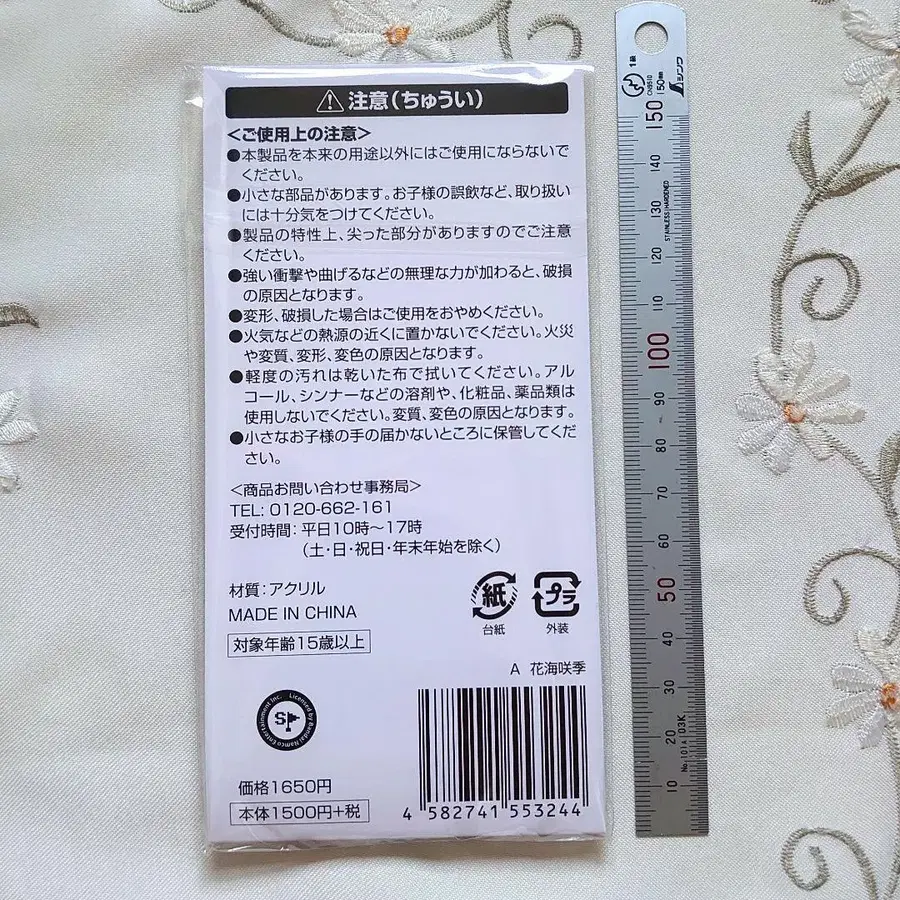 ⚠注意(ちゅうい)
<ご使用上の注意>
●本製品を本来の用途以外にはご使用にならないで
ください。
●小さな部品があります。お子様の誤飲など、取り扱い
には十分気をつけてください。
●製品の特性上、尖った部分がありますのでご注意
ください。
●強い衝撃や曲げるなどの無理な力が加わると、破損
の原因となります。
●変形、破損した場合はご使用をおやめください。
●火気などの熱源の近くに置かないでください。火災
や変質、変形、変色の原因となります。
●軽度の汚れは乾いた布で拭いてください。アル
コール、シンナーなどの溶剤や、化粧品、薬品類は
使用しないでください。変質、変色の原因となります。
●小さなお子様の手の届かないところに保管してくだ
さい。
<商品お問い合わせ事務局>
TEL: 0120-662-161
受付時間: 平日10時～17時
(土・日・祝日・年末年始を除く)
材質: アクリル
MADE IN CHINA
対象年齢15歳以上
紙
台紙
プラ
外装
A 花海咲季
Licensed by Bandai Namco Entertainment Inc.
SP
価格1650円
本体1500円+税
4 582741 553244
シンワ
1級
150mm
150
140
130
STAINLESS HARDENED
120
110
100
90
80
70
60
50
40
30
20
10
No.101A 03K